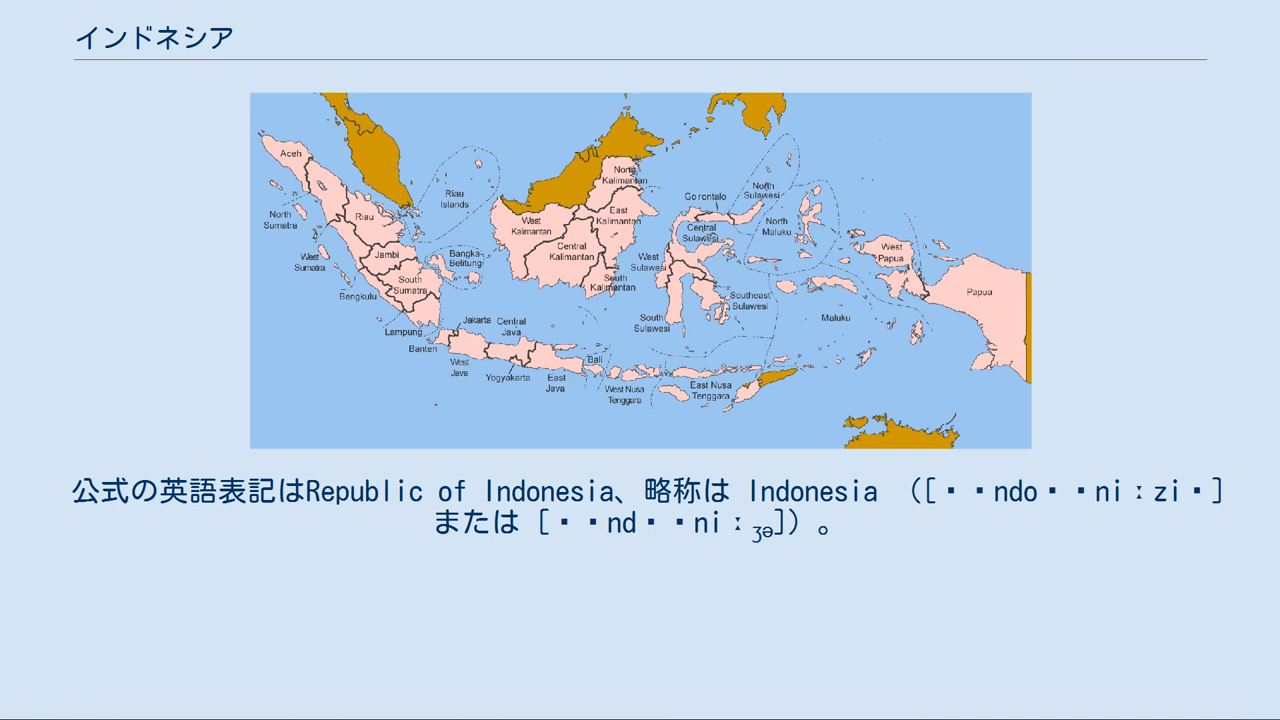 インドネシア
Aceh
North
Sumatra
Riau
Riau
Islands
West
Sumatra
Jambi
Bangka-
Belitung
South
Sumatra
Bengkulu
Lampung
Banten
Jakarta
Central
Java
West
Java
Yogyakarta
East
Java
Bali
West Nusa
Tenggara
East Nusa
Tenggara
West
Kalimantan
Central
Kalimantan
South
Kalimantan
East
Kalimantan
North
Kalimantan
Gorontalo
North
Sulawesi
Central
Sulawesi
West
Sulawesi
South
Sulawesi
Southeast
Sulawesi
North
Maluku
Maluku
West
Papua
Papua
公式の英語表記はRepublic of Indonesia、略称は Indonesia （[▪▪ndo▪▪niːzi▪]
または [▪▪nd▪▪niːʒə]）。